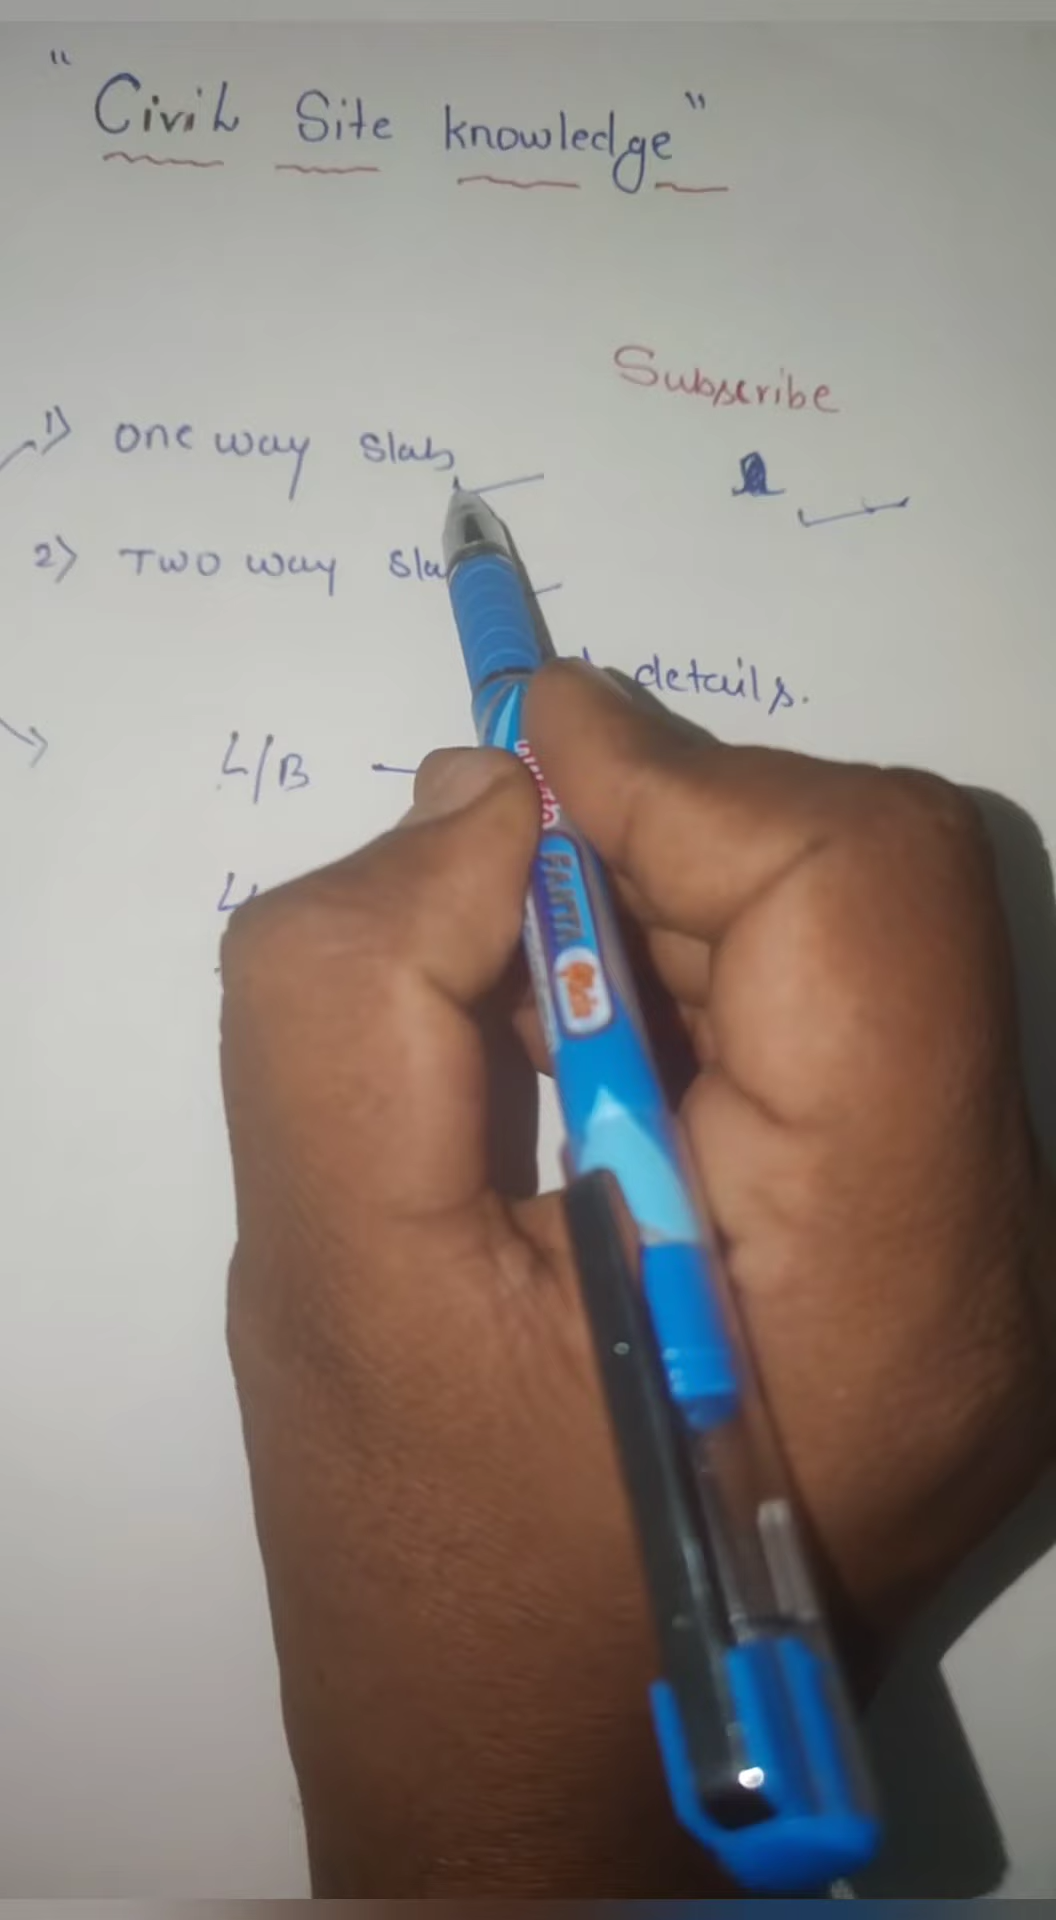 "Civil Site knowledge"
Subscribe
1) one way slab
2) Two way
details.
L/B -